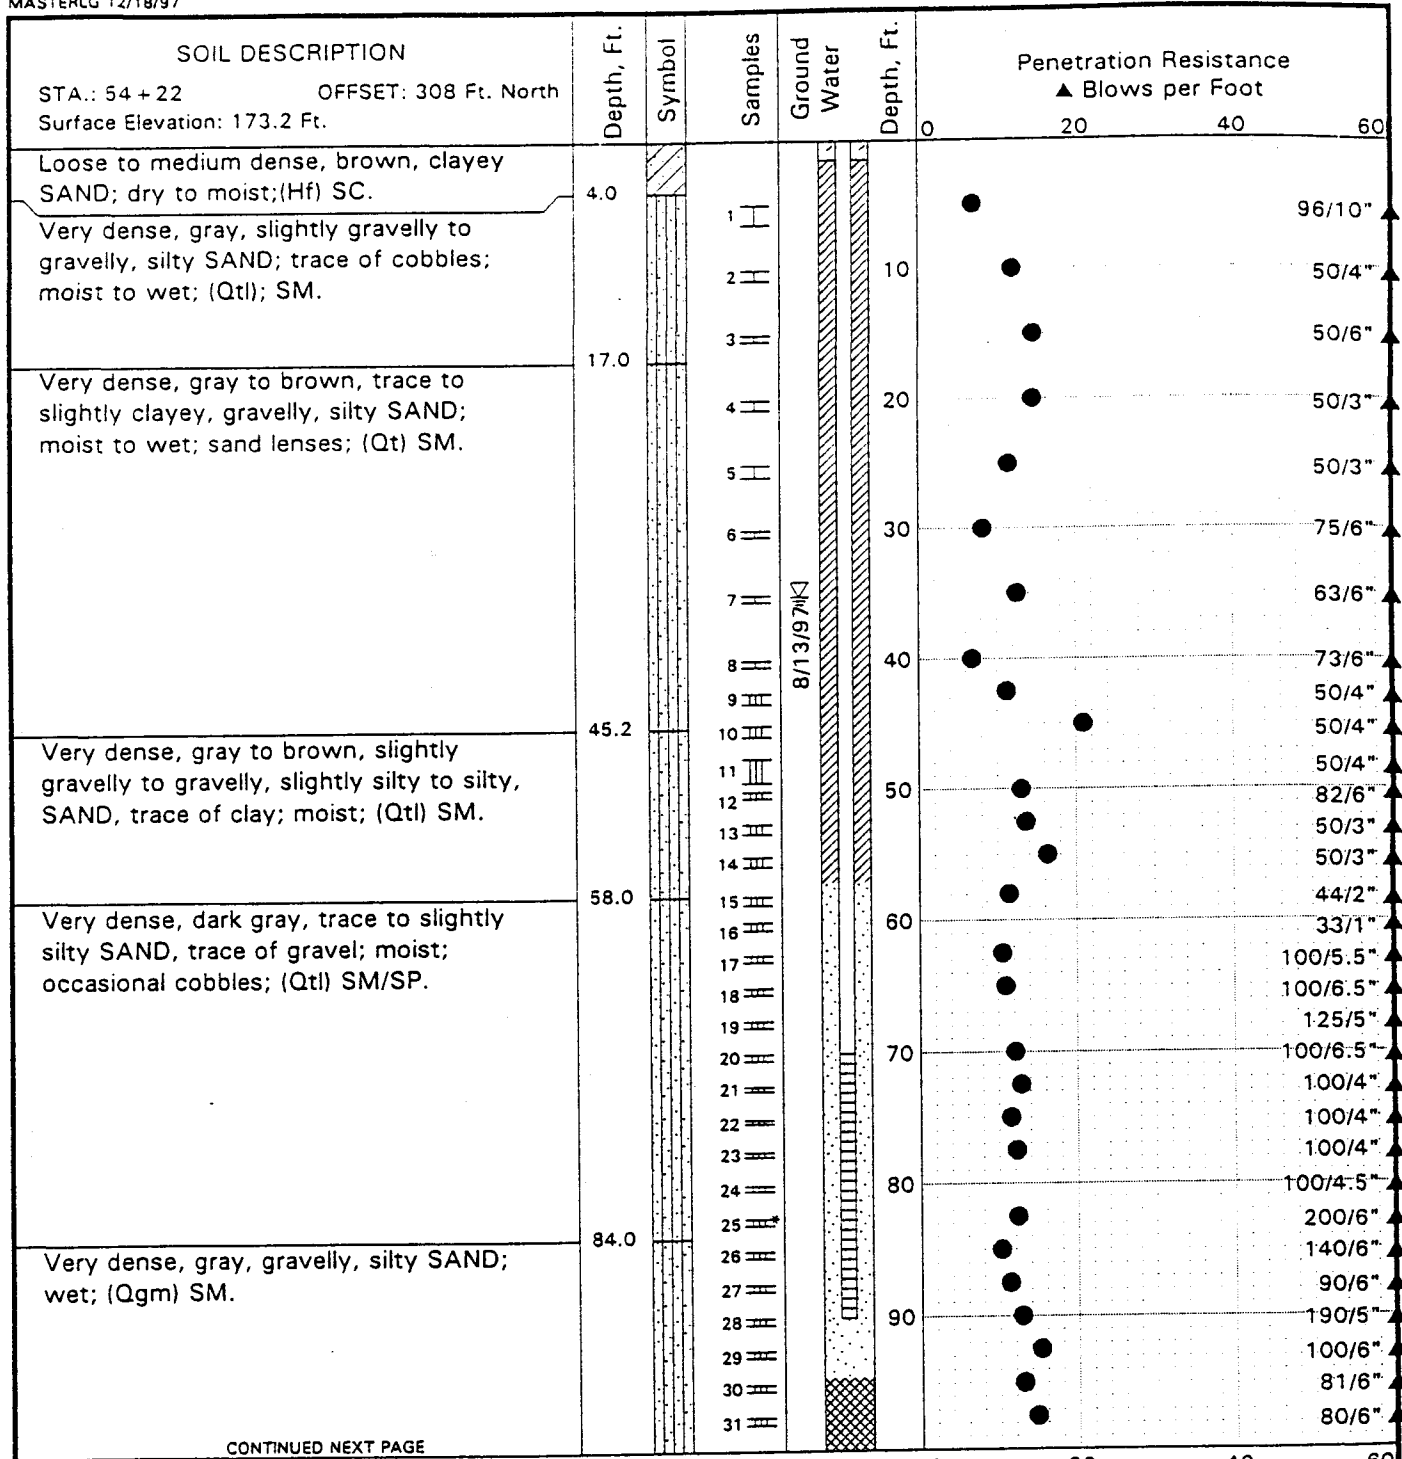 MASTERLG 12/18/97
SOIL DESCRIPTION
STA.: 54+22 OFFSET: 308 Ft. North
Surface Elevation: 173.2 Ft.
Depth, Ft.
Symbol
Samples
Ground
Water
Depth, Ft.
Penetration Resistance
▲ Blows per Foot
0 20 40 60
Loose to medium dense, brown, clayey
SAND; dry to moist;(Hf) SC.
4.0
Very dense, gray, slightly gravelly to
gravelly, silty SAND; trace of cobbles;
moist to wet; (Qtl); SM.
17.0
Very dense, gray to brown, trace to
slightly clayey, gravelly, silty SAND;
moist to wet; sand lenses; (Qt) SM.
45.2
Very dense, gray to brown, slightly
gravelly to gravelly, slightly silty to silty,
SAND, trace of clay; moist; (Qtl) SM.
58.0
Very dense, dark gray, trace to slightly
silty SAND, trace of gravel; moist;
occasional cobbles; (Qtl) SM/SP.
84.0
Very dense, gray, gravelly, silty SAND;
wet; (Qgm) SM.
CONTINUED NEXT PAGE
1
2
3
4
5
6
7
8
9
10
11
12
13
14
15
16
17
18
19
20
21
22
23
24
25*
26
27
28
29
30
31
8/13/97
10
20
30
40
50
60
70
80
90
96/10"
50/4"
50/6"
50/3"
50/3"
75/6"
63/6"
73/6"
50/4"
50/4"
50/4"
82/6"
50/3"
50/3"
44/2"
33/1"
100/5.5"
100/6.5"
125/5"
100/6.5"
100/4"
100/4"
100/4"
100/4.5"
200/6"
140/6"
90/6"
190/5"
100/6"
81/6"
80/6"